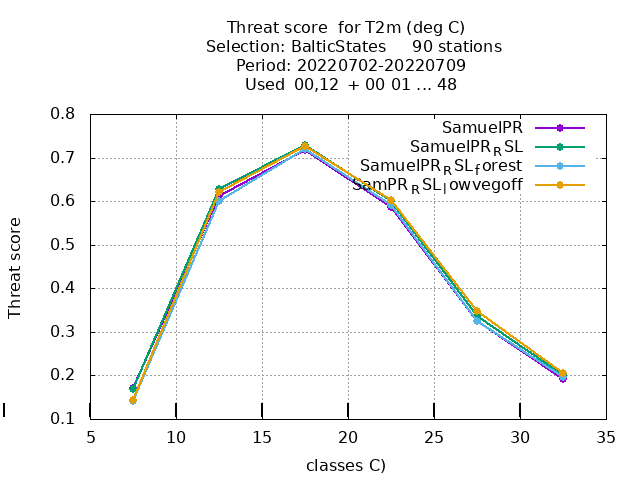 Threat score  for T2m (deg C)
Selection: BalticStates     90 stations
Period: 20220702-20220709
Used  00,12  + 00 01 ... 48
SamuelPR
SamuelPR_RSL
SamuelPR_RSL_forest
SamPR_RSL_lowvegoff
Threat score
0.8
0.7
0.6
0.5
0.4
0.3
0.2
0.1
5 10 15 20 25 30 35
classes C)